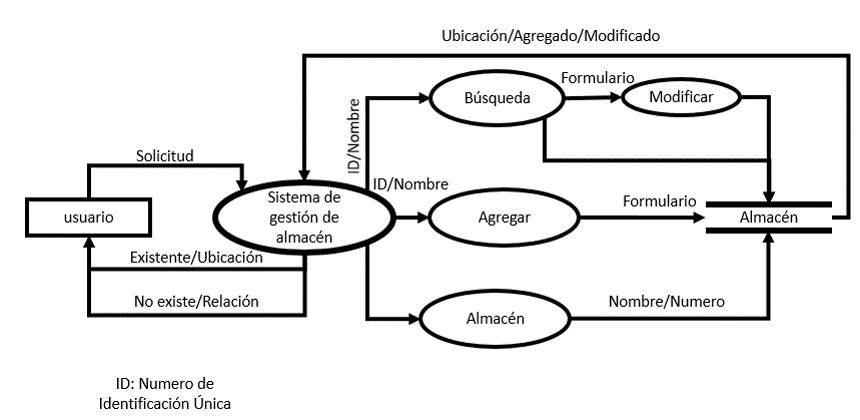 Ubicación/Agregado/Modificado
Formulario
Búsqueda
Modificar
ID/Nombre
Solicitud
ID/Nombre
Sistema de
gestión de
almacén
usuario
Agregar
Formulario
Almacén
Existente/Ubicación
No existe/Relación
Almacén
Nombre/Numero
ID: Numero de
Identificación Única